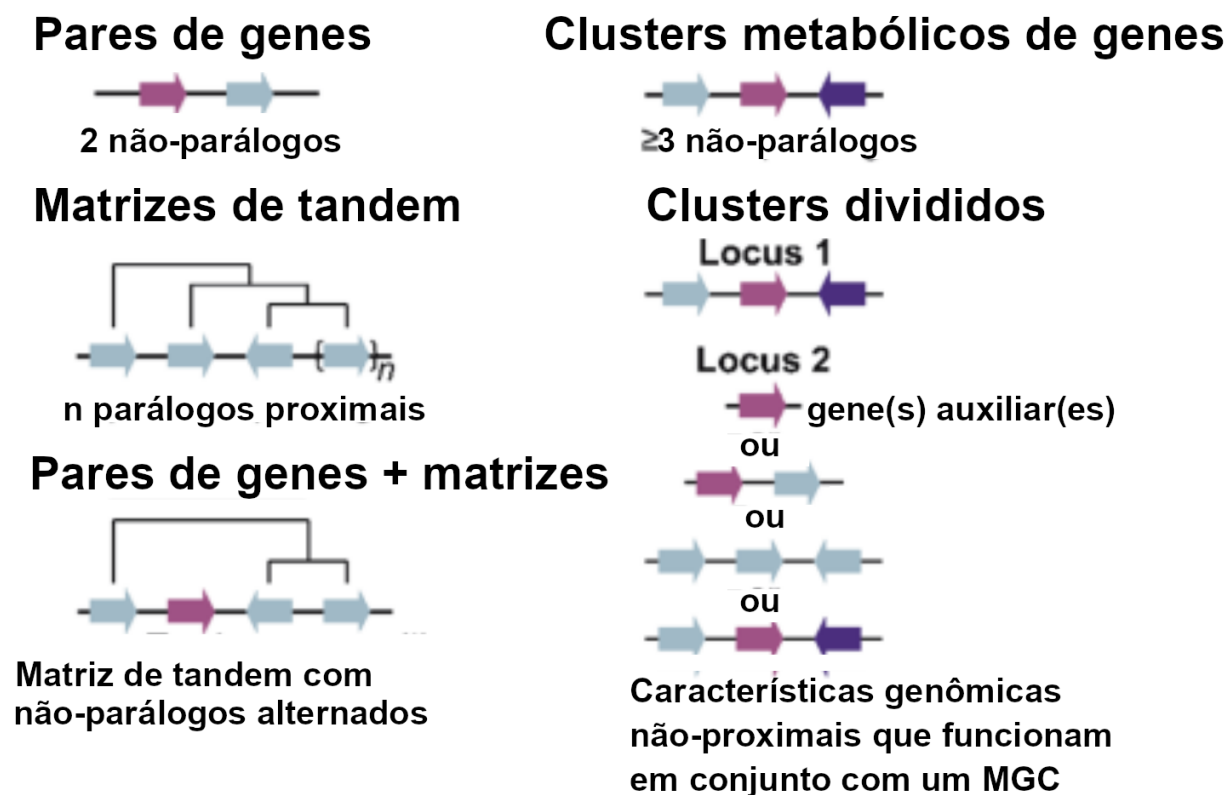 Pares de genes
2 não-parálogos
Matrizes de tandem
n
n parálogos proximais
Pares de genes + matrizes
Matriz de tandem com
não-parálogos alternados
Clusters metabólicos de genes
≥3 não-parálogos
Clusters divididos
Locus 1
Locus 2
gene(s) auxiliar(es)
ou
ou
ou
Características genômicas
não-proximais que funcionam
em conjunto com um MGC